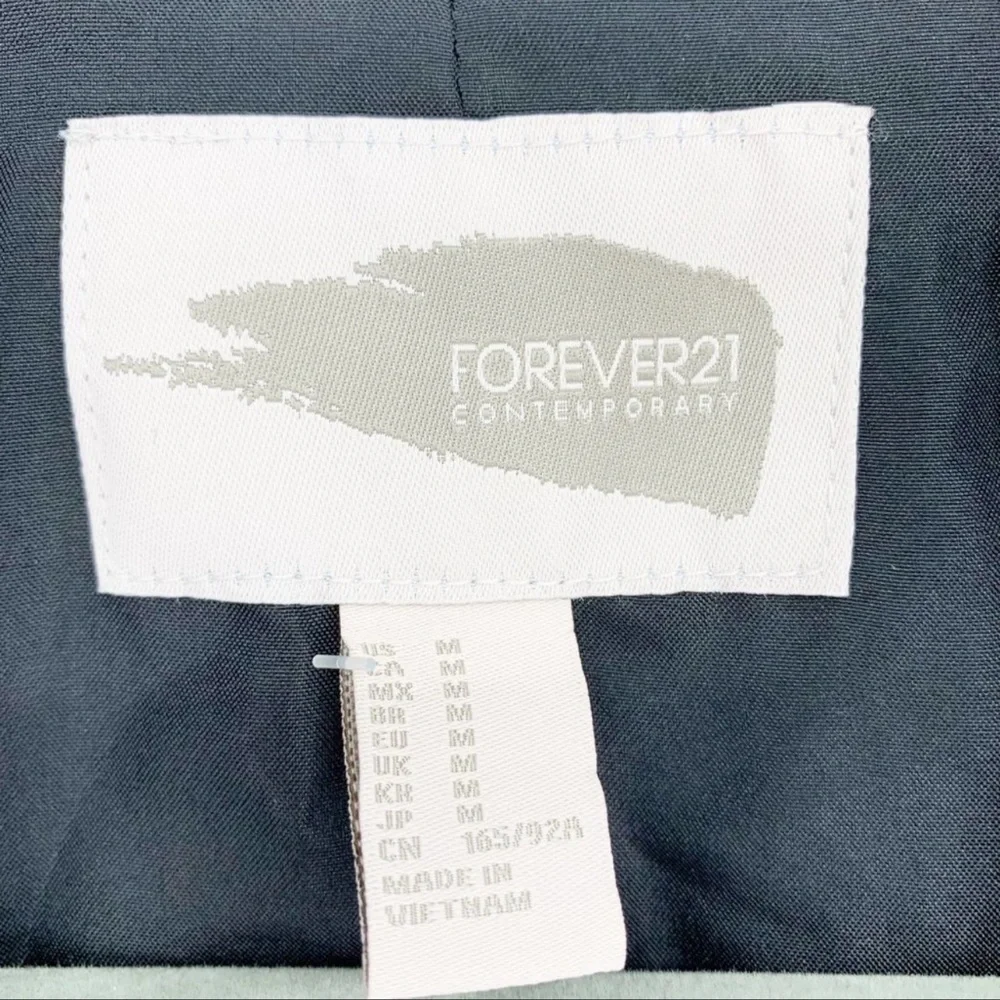 FOREVER21
CONTEMPORARY
US M
CA M
MX M
BR M
EU M
UK M
KR M
JP M
CN 165/92A
MADE IN
VIETNAM